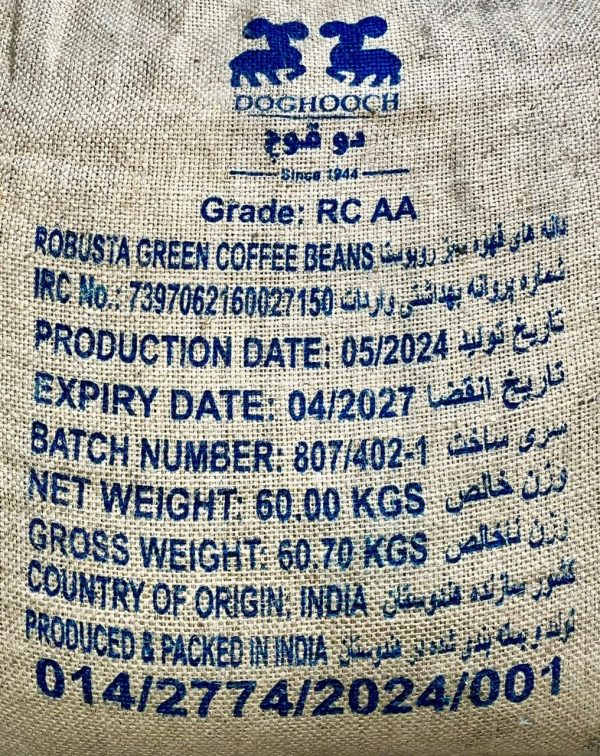 DOGHOOCH
دو قوچ
Since 1944
Grade: RC AA
ROBUSTA GREEN COFFEE BEANS دانه های قهوه سبز روبوستا
IRC No.: 7397062160027150 شماره پروانه بهداشتی واردات
PRODUCTION DATE: 05/2024 تاریخ تولید
EXPIRY DATE: 04/2027 تاریخ انقضا
BATCH NUMBER: 807/402-1 سری ساخت
NET WEIGHT: 60.00 KGS وزن خالص
GROSS WEIGHT: 60.70 KGS وزن ناخالص
COUNTRY OF ORIGIN: INDIA کشور سازنده هندوستان
PRODUCED & PACKED IN INDIA تولید و بسته بندی شده در هندوستان
014/2774/2024/001